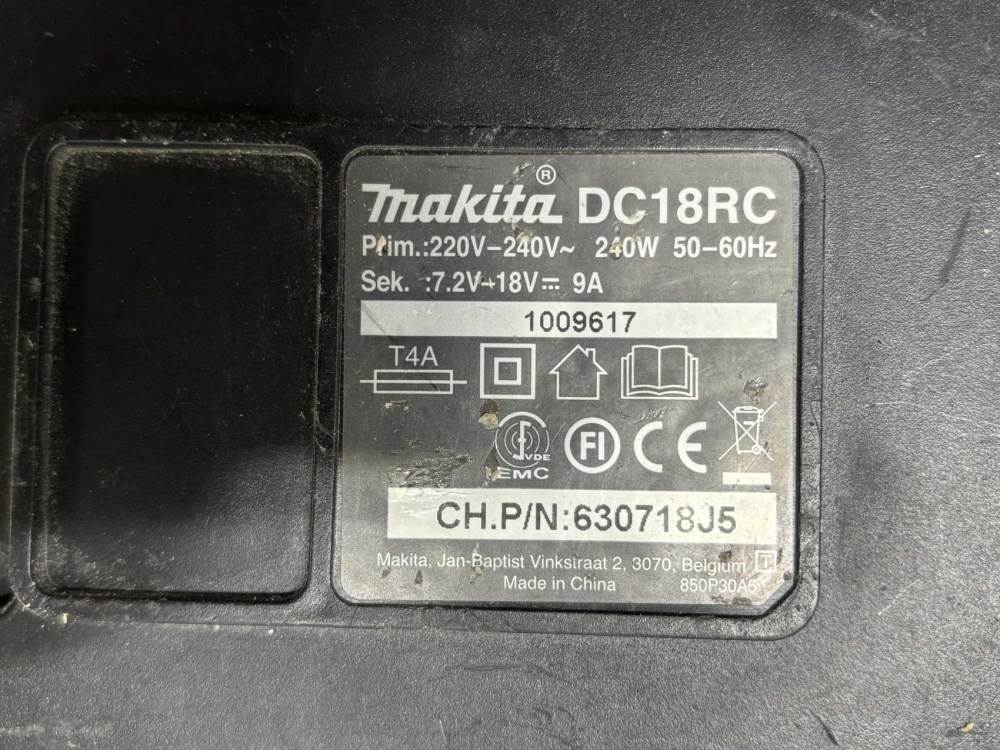 makita® DC18RC
Prim.:220V–240V~ 240W 50–60Hz
Sek. :7.2V–18V⎓ 9A
1009617
T4A
VDE
EMC
FI CE
CH.P/N:630718J5
Makita, Jan-Baptist Vinkstraat 2, 3070, Belgium T
Made in China 850P30A5